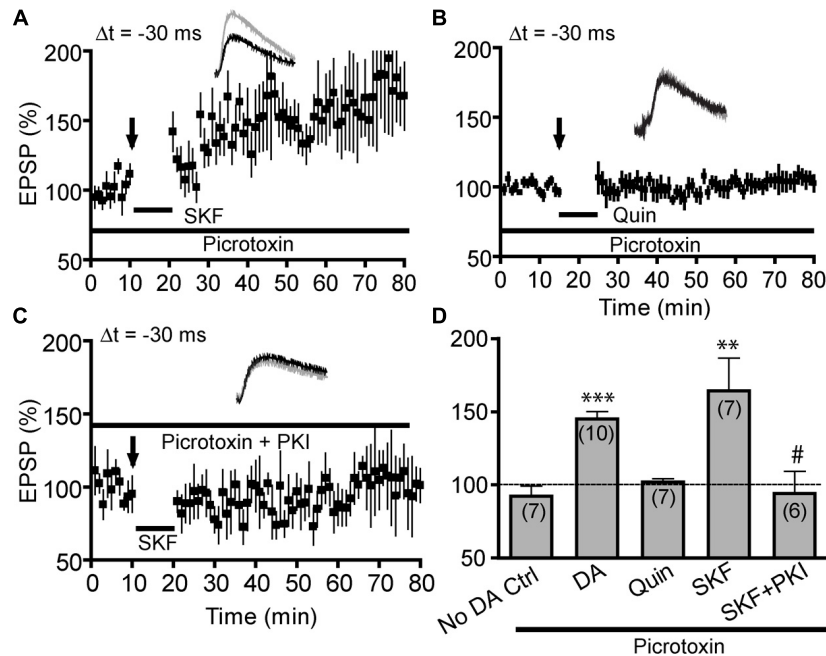 A
Δt = -30 ms
200
150
100
50
EPSP (%)
SKF
Picrotoxin
0 10 20 30 40 50 60 70 80
B
Δt = -30 ms
200
150
100
50
Quin
Picrotoxin
0 10 20 30 40 50 60 70 80
Time (min)
C
Δt = -30 ms
200
150
100
50
EPSP (%)
Picrotoxin + PKI
SKF
0 10 20 30 40 50 60 70 80
Time (min)
D
200
150
100
50
***
**
#
(7)
(10)
(7)
(7)
(6)
No DA Ctrl
DA
Quin
SKF
SKF+PKI
Picrotoxin